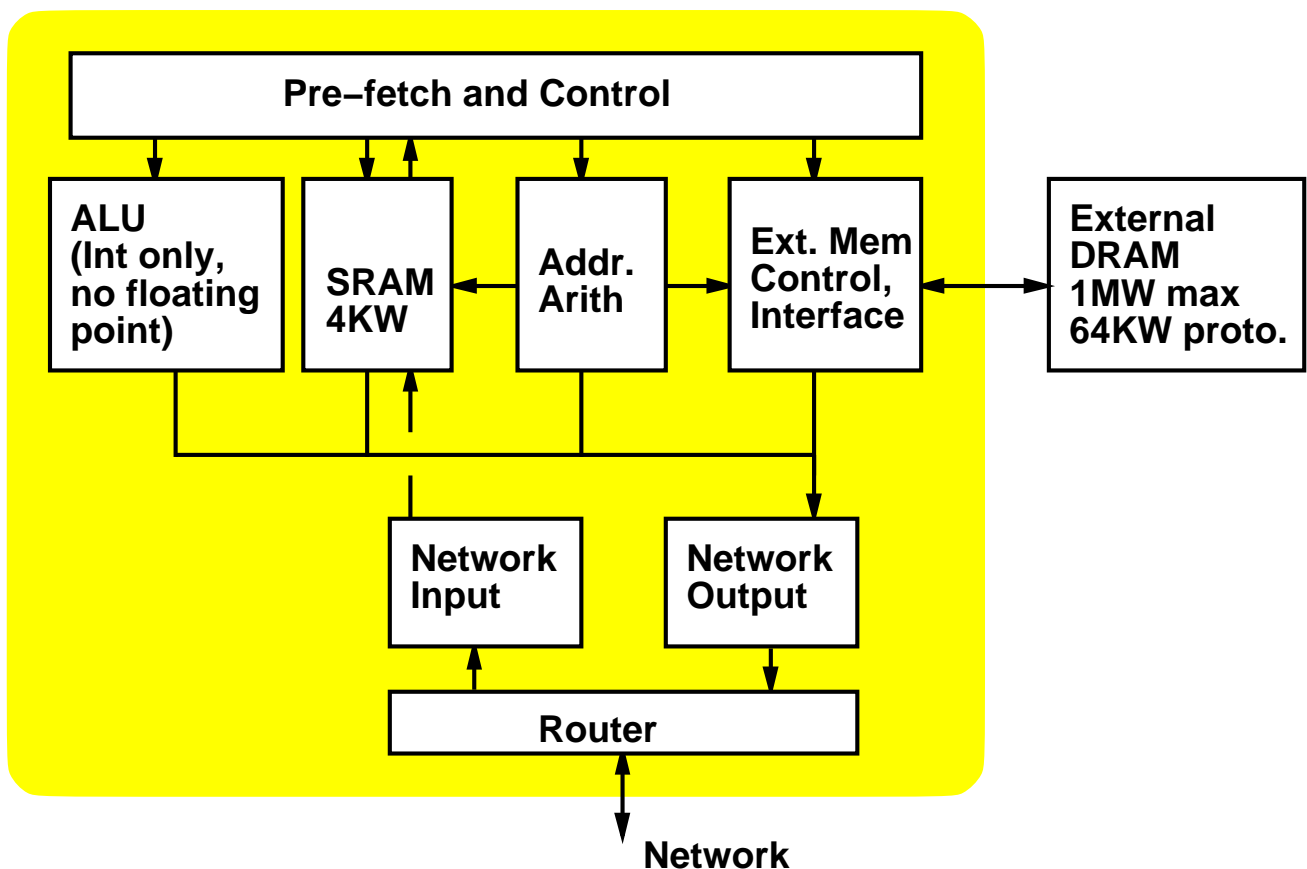 Pre−fetch and Control
ALU
(Int only,
no floating
point)
SRAM
4KW
Addr.
Arith
Ext. Mem
Control,
Interface
External
DRAM
1MW max
64KW proto.
Network
Input
Network
Output
Router
Network